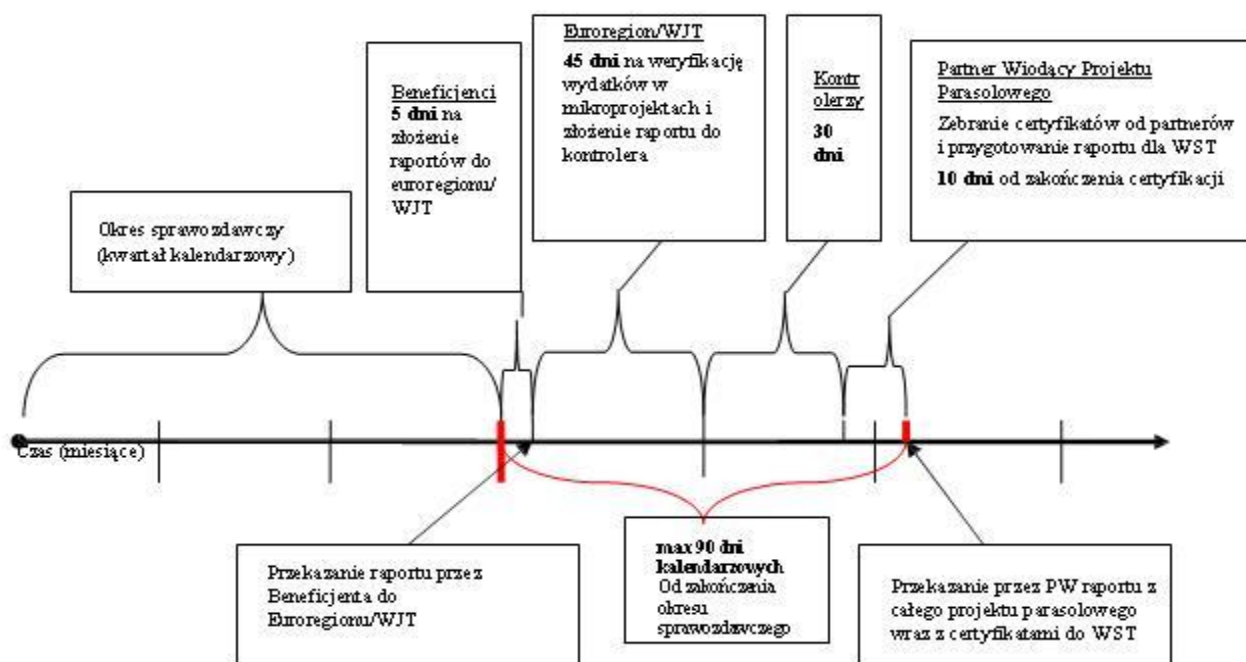 Euroregion/WJT
45 dni na weryfikację
wydatków w
mikroprojektach i
złożenie raportu do
kontrolera
Beneficjenci
5 dni na
złożenie
raportów do
euroregionu/
WJT
Kontr
olerzy
30
dni
Partner Wiodący Projektu
Parasolowego
Zebranie certyfikatów od partnerów
i przygotowanie raportu dla WST
10 dni od zakończenia certyfikacji
Okres sprawozdawczy
(kwartał kalendarzowy)
Czas (miesiące)
Przekazanie raportu przez
Beneficjenta do
Euroregionu/WJT
max 90 dni
kalendarzowych
Od zakończenia
okresu
sprawozdawczego
Przekazanie przez PW raportu z
całego projektu parasolowego
wraz z certyfikatami do WST